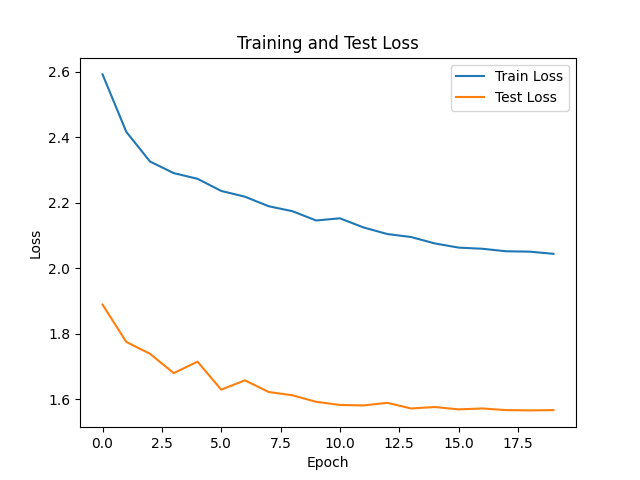 Training and Test Loss
Train Loss
Test Loss
2.6
2.4
2.2
2.0
1.8
1.6
Loss
0.0 2.5 5.0 7.5 10.0 12.5 15.0 17.5
Epoch